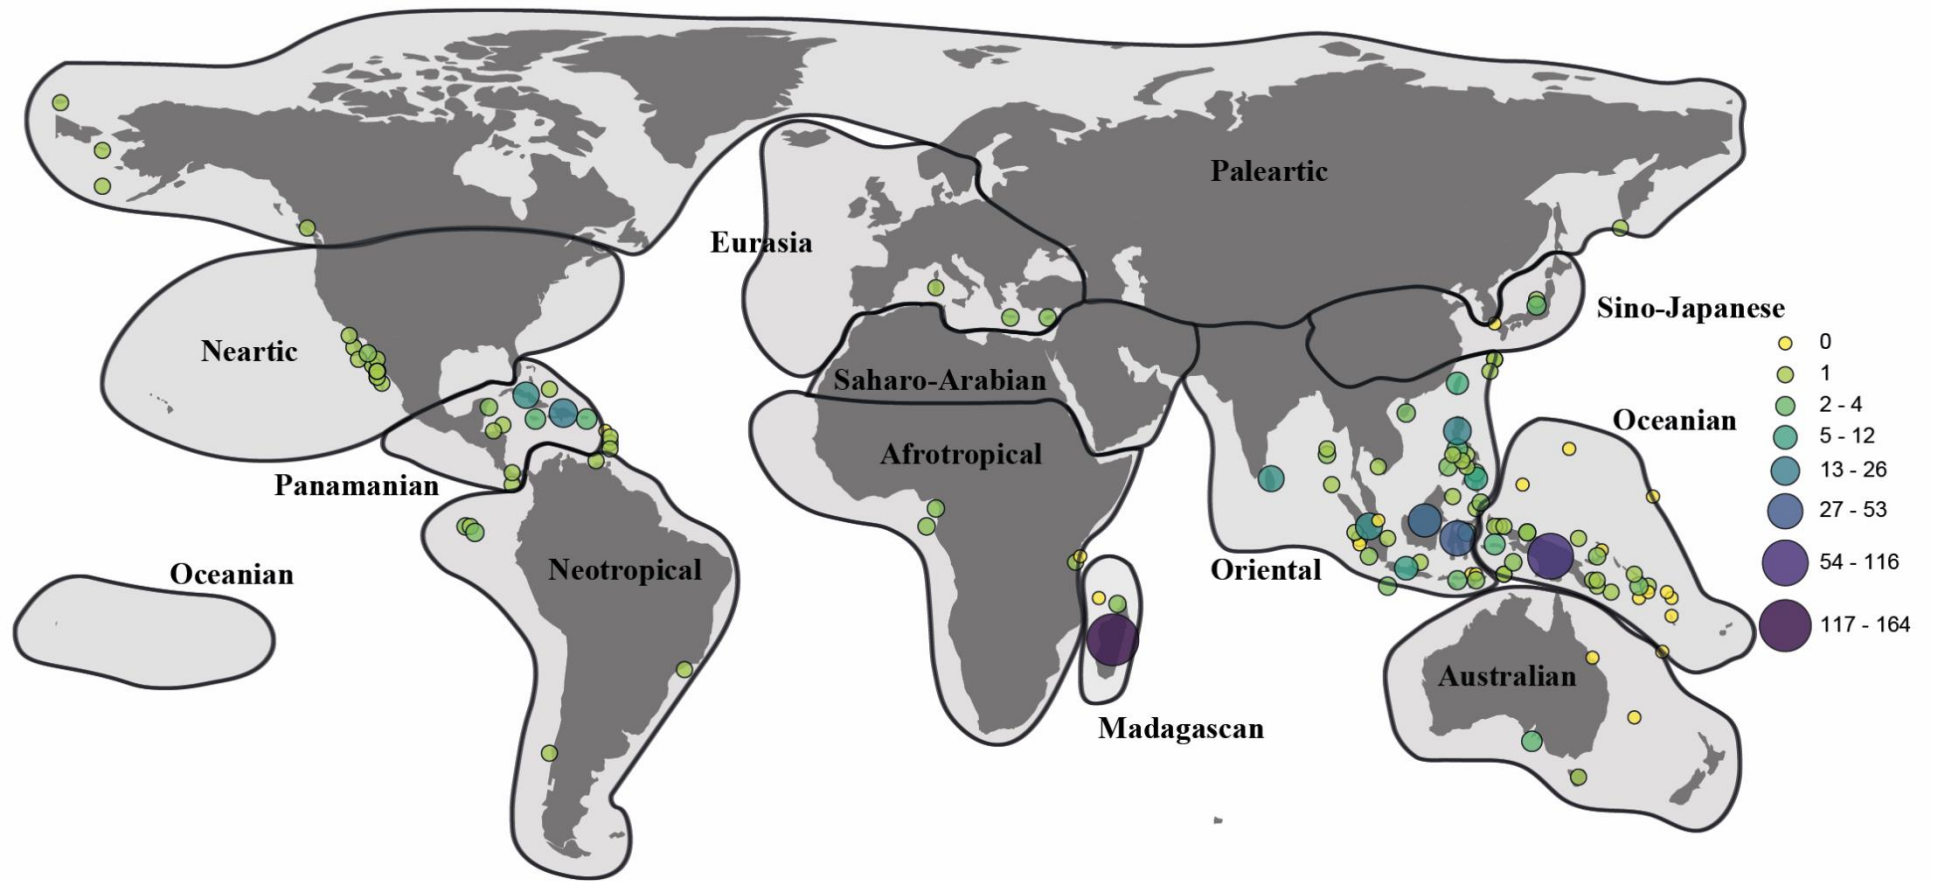 Paleartic
Eurasia
Sino-Japanese
Neartic
Saharo-Arabian
Oceanian
Afrotropical
Panamanian
Oceanian
Neotropical
Oriental
Australian
Madagascan
0
1
2 - 4
5 - 12
13 - 26
27 - 53
54 - 116
117 - 164